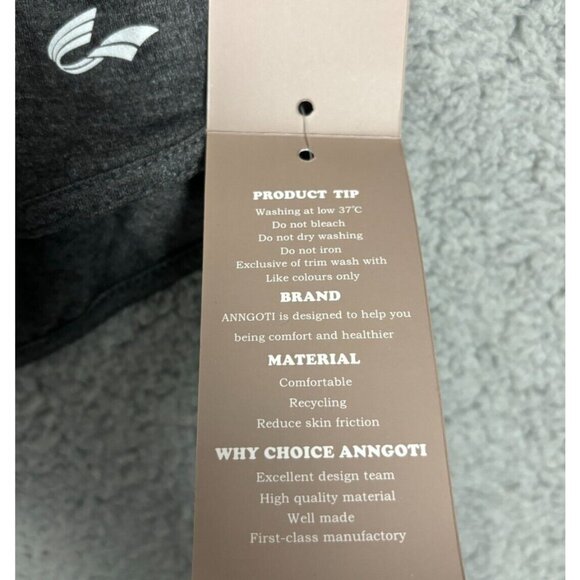 PRODUCT TIP
Washing at low 37℃
Do not bleach
Do not dry washing
Do not iron
Exclusive of trim wash with
Like colours only
BRAND
ANNGOTI is designed to help you
being comfort and healthier
MATERIAL
Comfortable
Recycling
Reduce skin friction
WHY CHOICE ANNGOTI
Excellent design team
High quality material
Well made
First-class manufactory